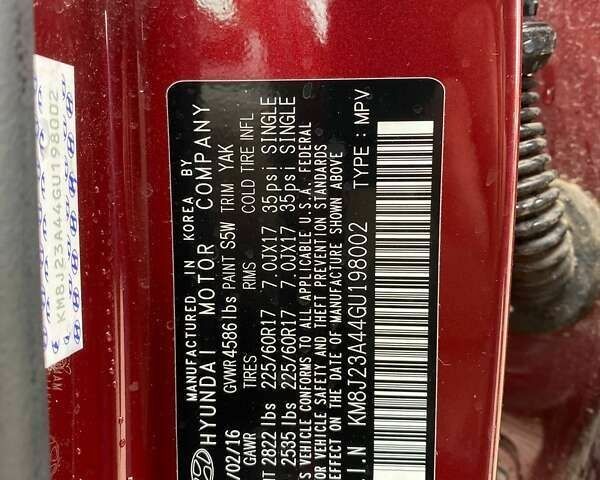 KM8J23A44GU198002
MANUFACTURED IN KOREA BY
HYUNDAI MOTOR COMPANY
/02/16 GVWR 4586 lbs PAINT S5W TRIM YAK
GAWR TIRES RIMS COLD TIRE INFL
T 2822 lbs 225/60R17 7.0JX17 35psi SINGLE
2535 lbs 225/60R17 7.0JX17 35psi SINGLE
S VEHICLE CONFORMS TO ALL APPLICABLE U.S.A. FEDERAL
R VEHICLE SAFETY AND THEFT PREVENTION STANDARDS
EFFECT ON THE DATE OF MANUFACTURE SHOWN ABOVE
.I.N KM8J23A44GU198002 TYPE : MPV